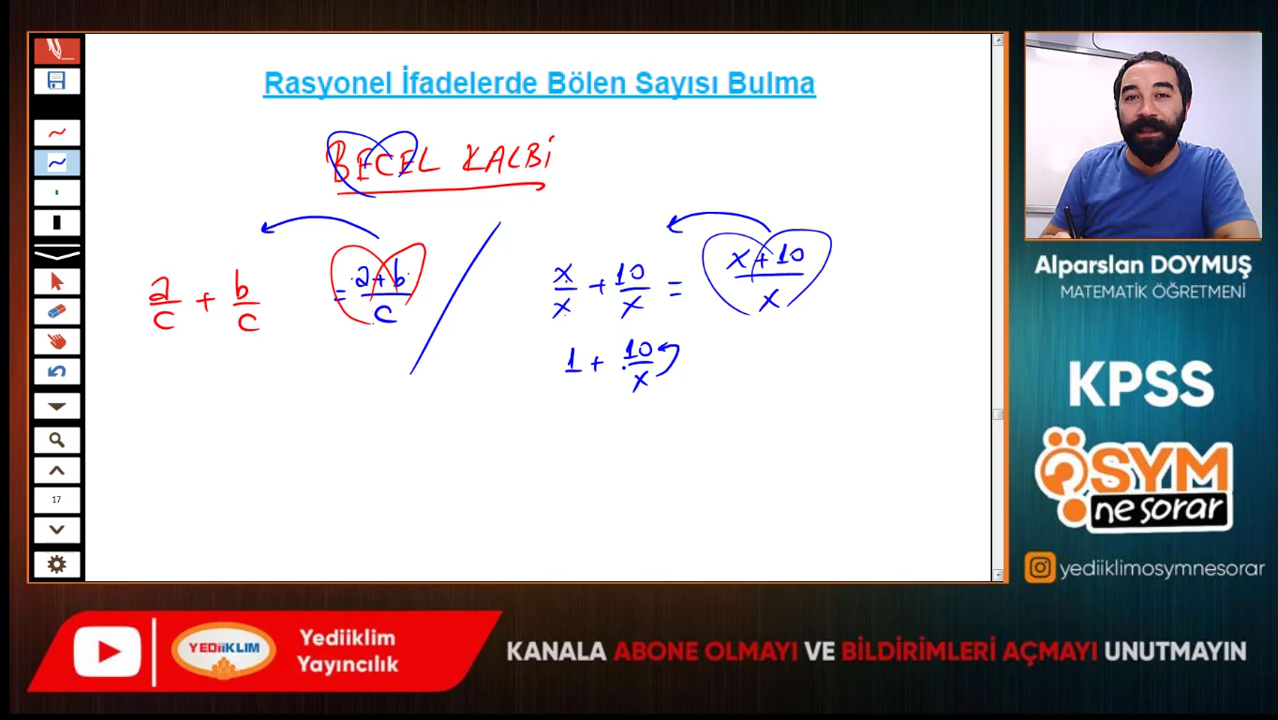 Rasyonel İfadelerde Bölen Sayısı Bulma
BECEL KALBİ
a/c + b/c = a+b/c
x/x + 10/x = x+10/x
1 + 10/x
17
Alparslan DOYMUŞ
MATEMATİK ÖĞRETMENİ
KPSS
ÖSYM
ne sorar
yediiklimosymnesorar
YEDİİKLİM
Yediiklim
Yayıncılık
KANALA ABONE OLMAYI VE BİLDİRİMLERİ AÇMAYI UNUTMAYIN